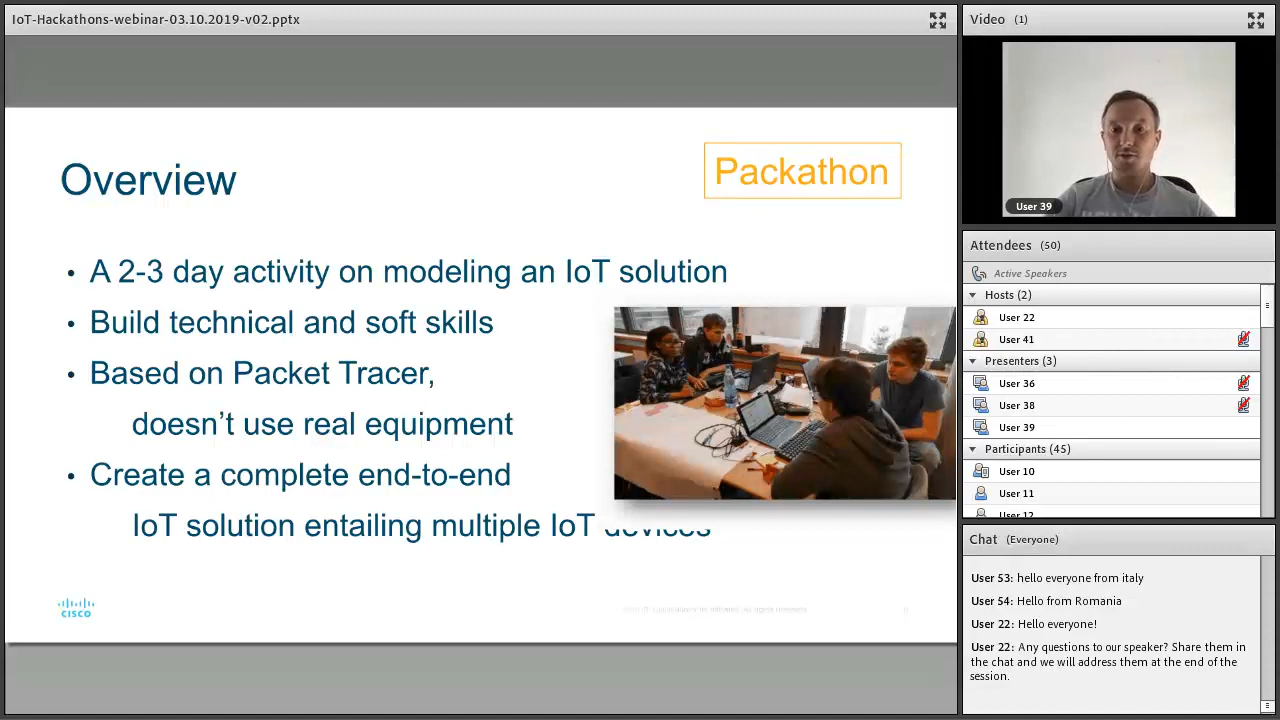 IoT-Hackathons-webinar-03.10.2019-v02.pptx
Overview
Packathon
• A 2-3 day activity on modeling an IoT solution
• Build technical and soft skills
• Based on Packet Tracer,
doesn’t use real equipment
• Create a complete end-to-end
IoT solution entailing multiple IoT devices
CISCO
Video (1)
User 39
Attendees (50)
Active Speakers
Hosts (2)
User 22
User 41
Presenters (3)
User 36
User 38
User 39
Participants (45)
User 10
User 11
User 12
Chat (Everyone)
User 53: hello everyone from italy
User 54: Hello from Romania
User 22: Hello everyone!
User 22: Any questions to our speaker? Share them in
the chat and we will address them at the end of the
session.